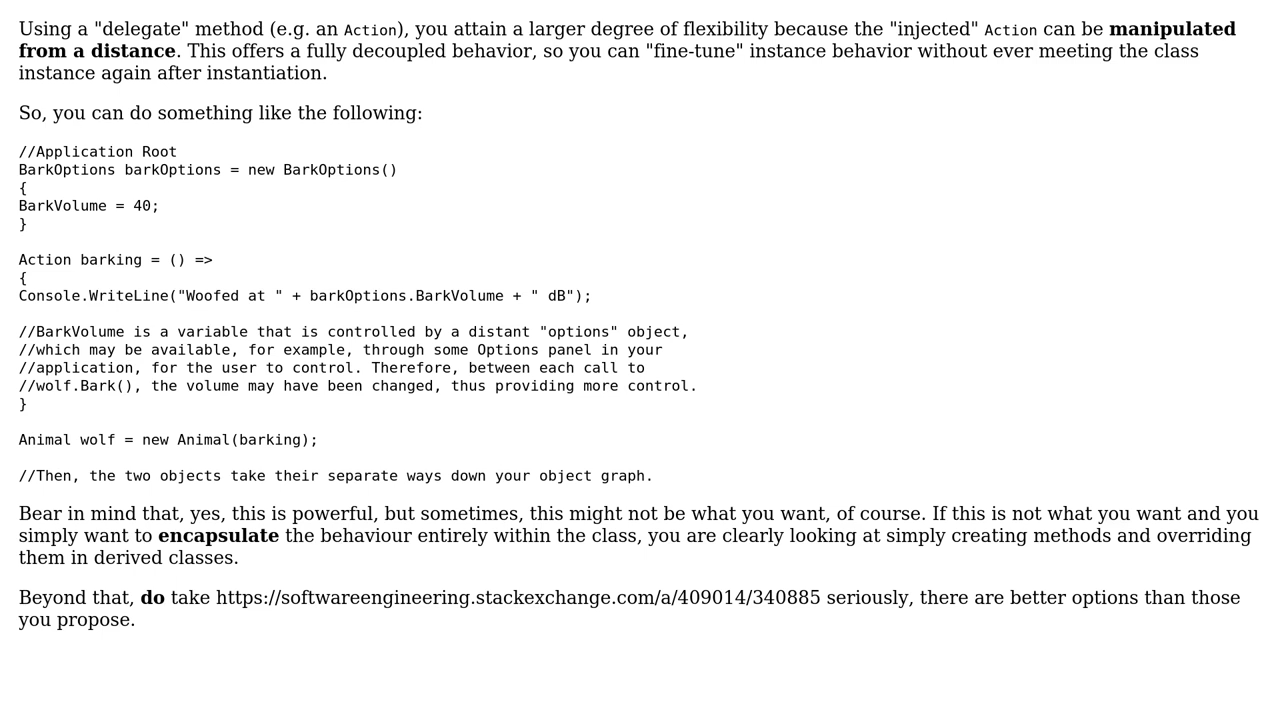 Using a "delegate" method (e.g. an Action), you attain a larger degree of flexibility because the "injected" Action can be manipulated
from a distance. This offers a fully decoupled behavior, so you can "fine-tune" instance behavior without ever meeting the class
instance again after instantiation.
So, you can do something like the following:
//Application Root
BarkOptions barkOptions = new BarkOptions()
{
BarkVolume = 40;
}
Action barking = () =>
{
Console.WriteLine("Woofed at " + barkOptions.BarkVolume + " dB");
//BarkVolume is a variable that is controlled by a distant "options" object,
//which may be available, for example, through some Options panel in your
//application, for the user to control. Therefore, between each call to
//wolf.Bark(), the volume may have been changed, thus providing more control.
}
Animal wolf = new Animal(barking);
//Then, the two objects take their separate ways down your object graph.
Bear in mind that, yes, this is powerful, but sometimes, this might not be what you want, of course. If this is not what you want and you
simply want to encapsulate the behaviour entirely within the class, you are clearly looking at simply creating methods and overriding
them in derived classes.
Beyond that, do take https://softwareengineering.stackexchange.com/a/409014/340885 seriously, there are better options than those
you propose.